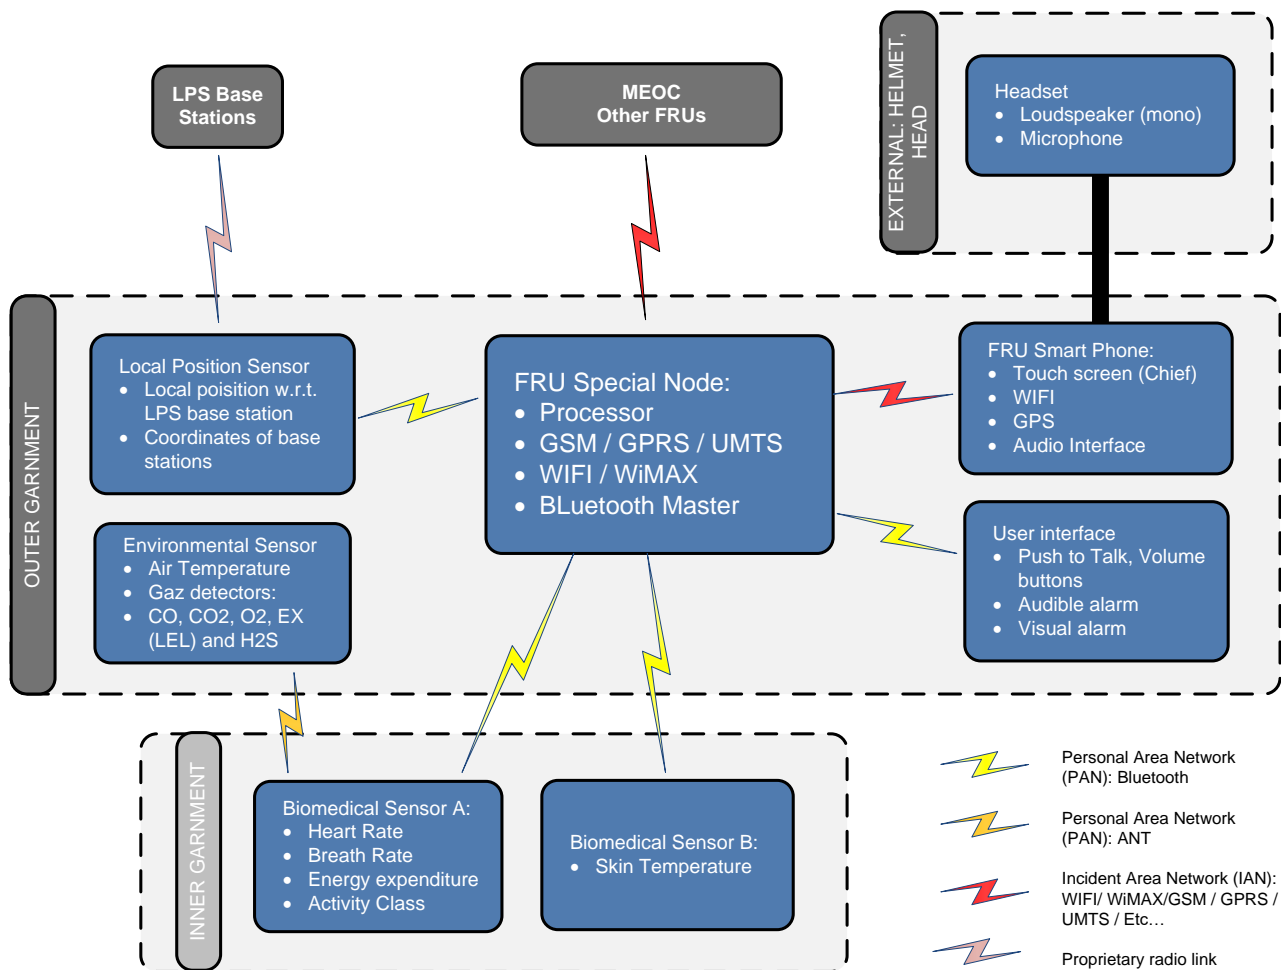 LPS Base
Stations
MEOC
Other FRUs
EXTERNAL: HELMET,
HEAD
Headset
• Loudspeaker (mono)
• Microphone
OUTER GARNMENT
Local Position Sensor
• Local poisition w.r.t.
LPS base station
• Coordinates of base
stations
FRU Special Node:
• Processor
• GSM / GPRS / UMTS
• WIFI / WiMAX
• BLuetooth Master
FRU Smart Phone:
• Touch screen (Chief)
• WIFI
• GPS
• Audio Interface
Environmental Sensor
• Air Temperature
• Gaz detectors:
• CO, CO2, O2, EX
(LEL) and H2S
User interface
• Push to Talk, Volume
buttons
• Audible alarm
• Visual alarm
INNER GARNMENT
Biomedical Sensor A:
• Heart Rate
• Breath Rate
• Energy expenditure
• Activity Class
Biomedical Sensor B:
• Skin Temperature
Personal Area Network
(PAN): Bluetooth
Personal Area Network
(PAN): ANT
Incident Area Network (IAN):
WIFI/ WiMAX/GSM / GPRS /
UMTS / Etc…
Proprietary radio link